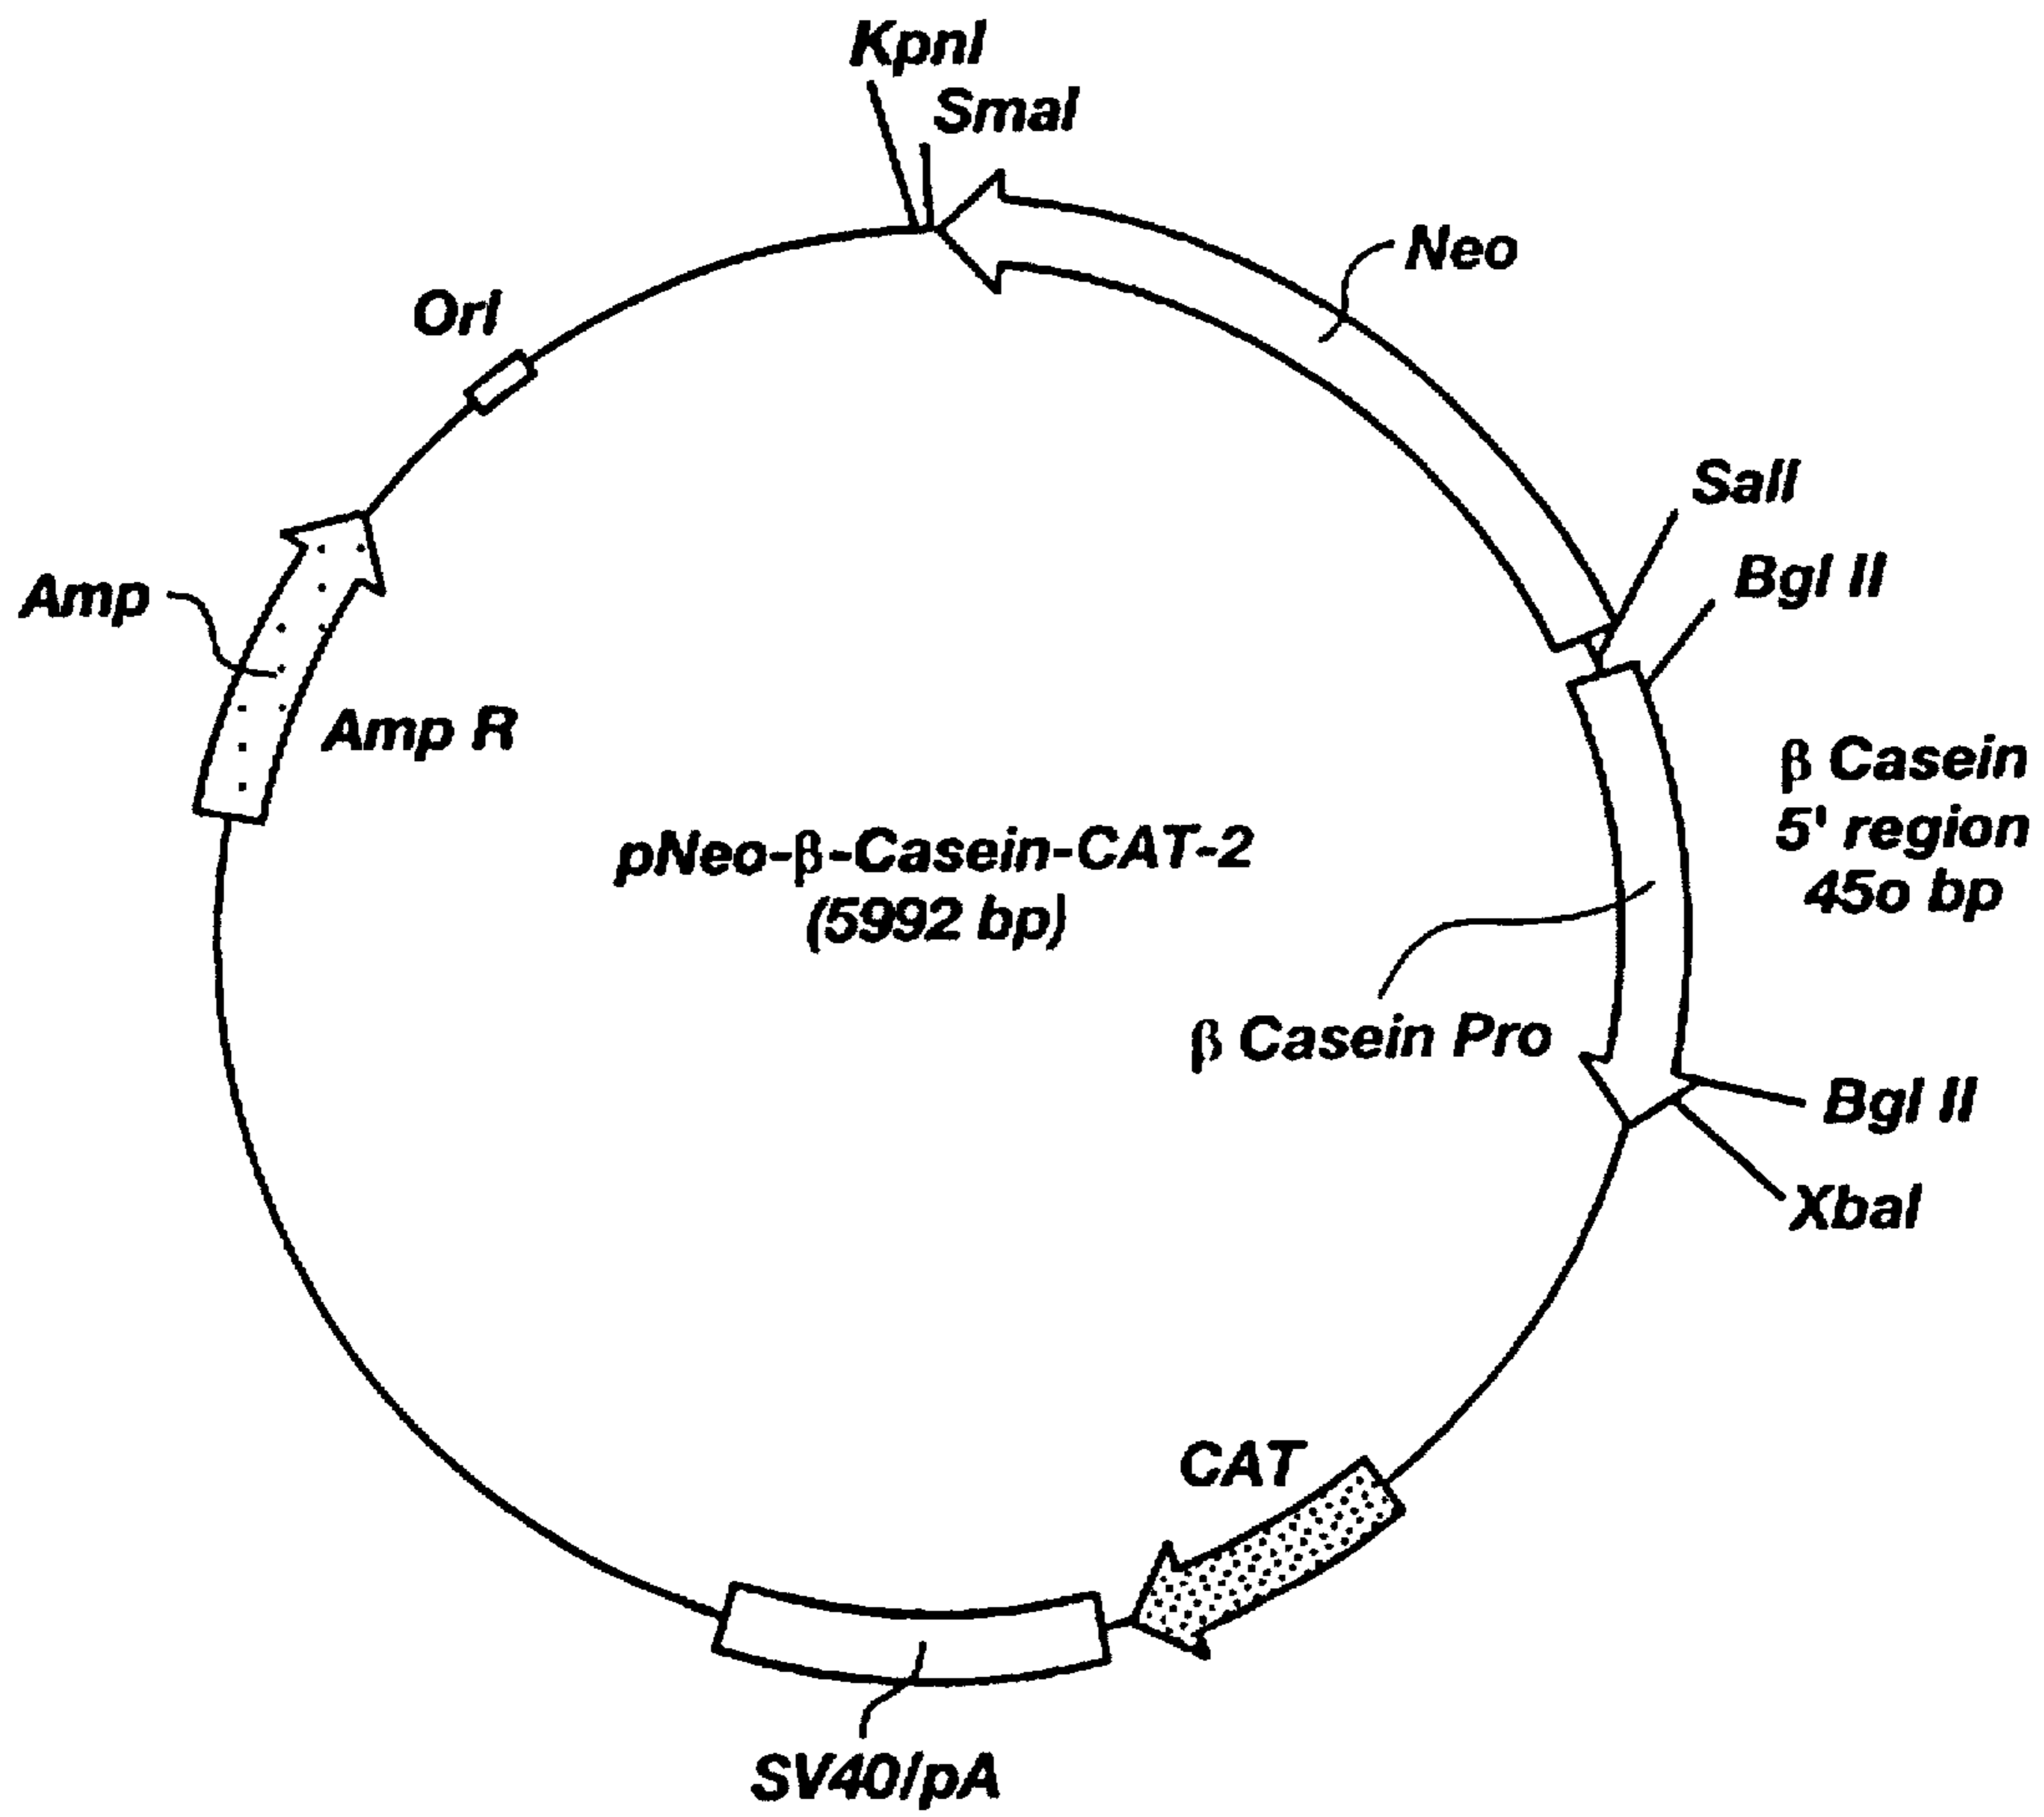 KpnI
SmaI
Neo
OrI
SalI
Bgl II
Amp
Amp R
β Casein
5' region
45o bp
pNeo-β-Casein-CAT-2
(5992 bp)
β Casein Pro
Bgl II
XbaI
CAT
SV40/pA